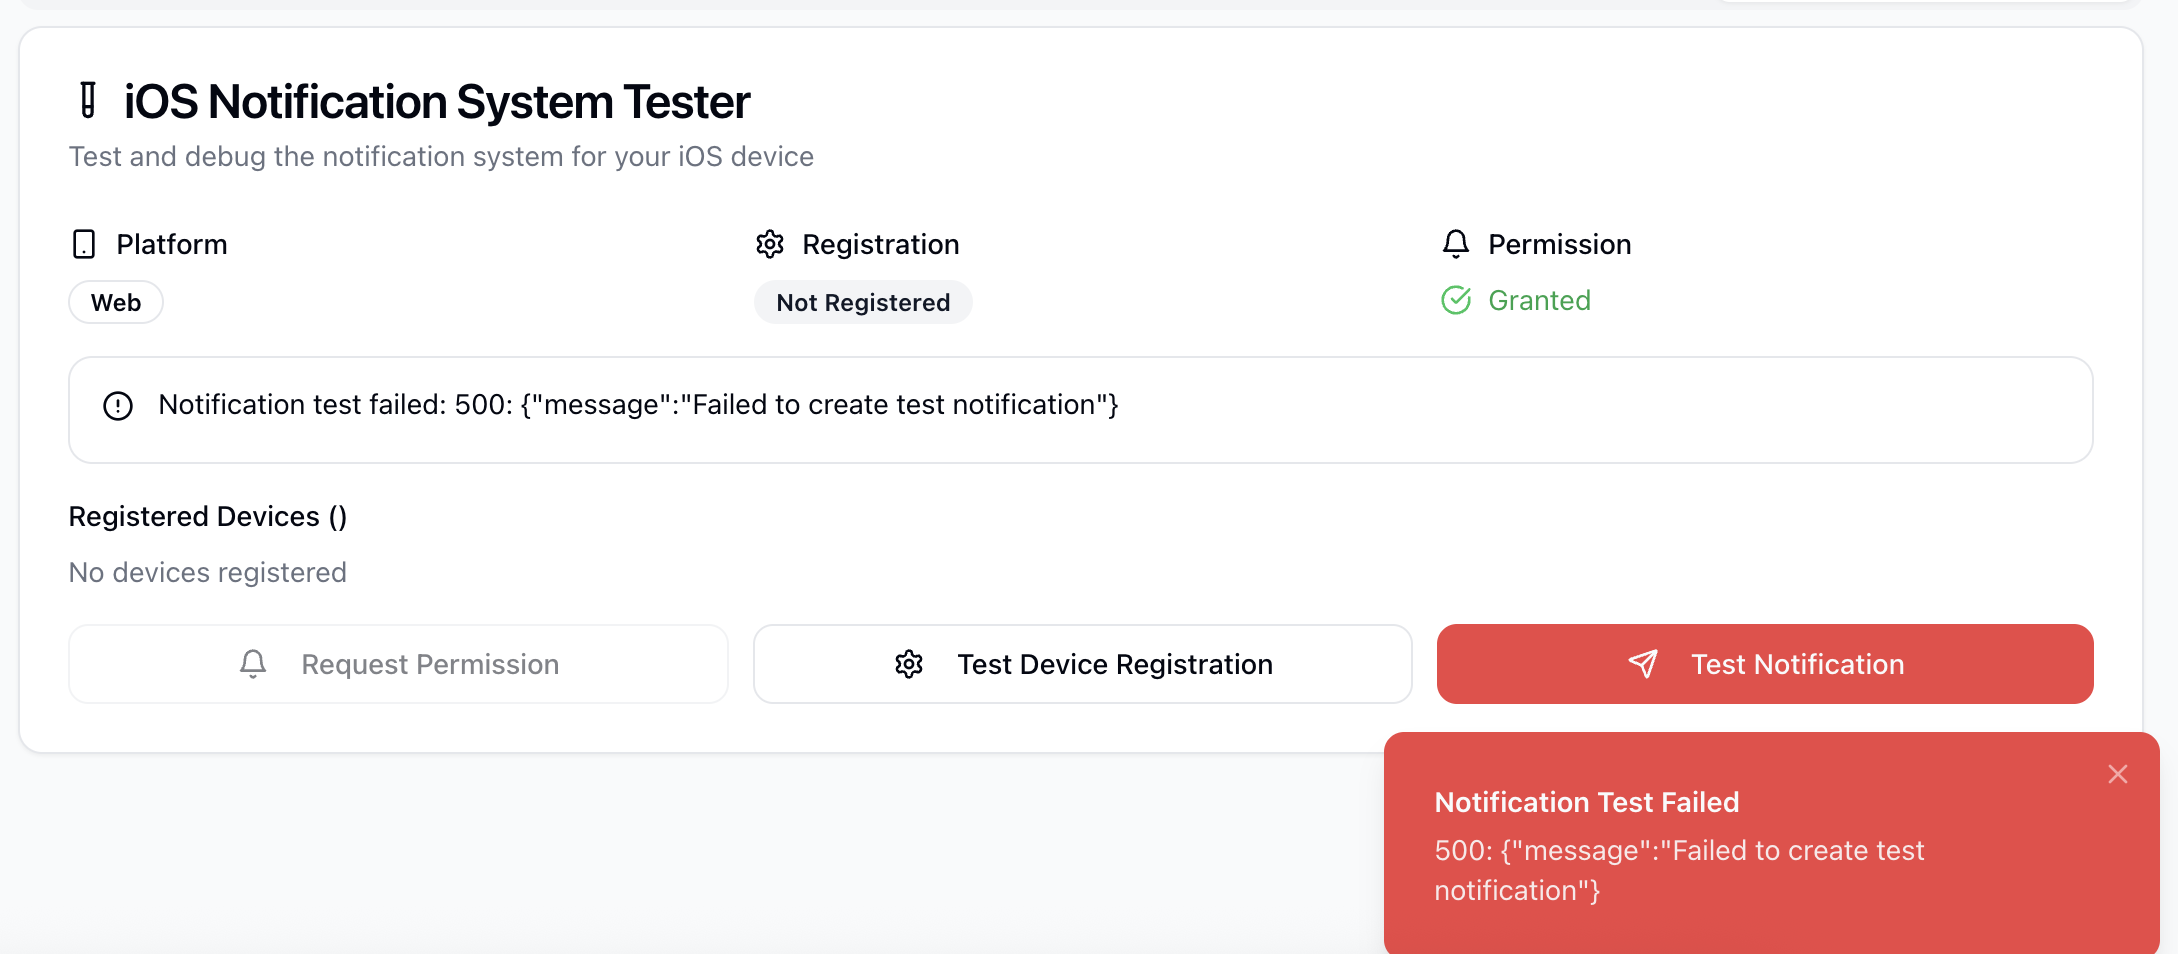 iOS Notification System Tester
Test and debug the notification system for your iOS device
Platform
Web
Registration
Not Registered
Permission
Granted
Notification test failed: 500: {"message":"Failed to create test notification"}
Registered Devices ()
No devices registered
Request Permission
Test Device Registration
Test Notification
Notification Test Failed
500: {"message":"Failed to create test
notification"}